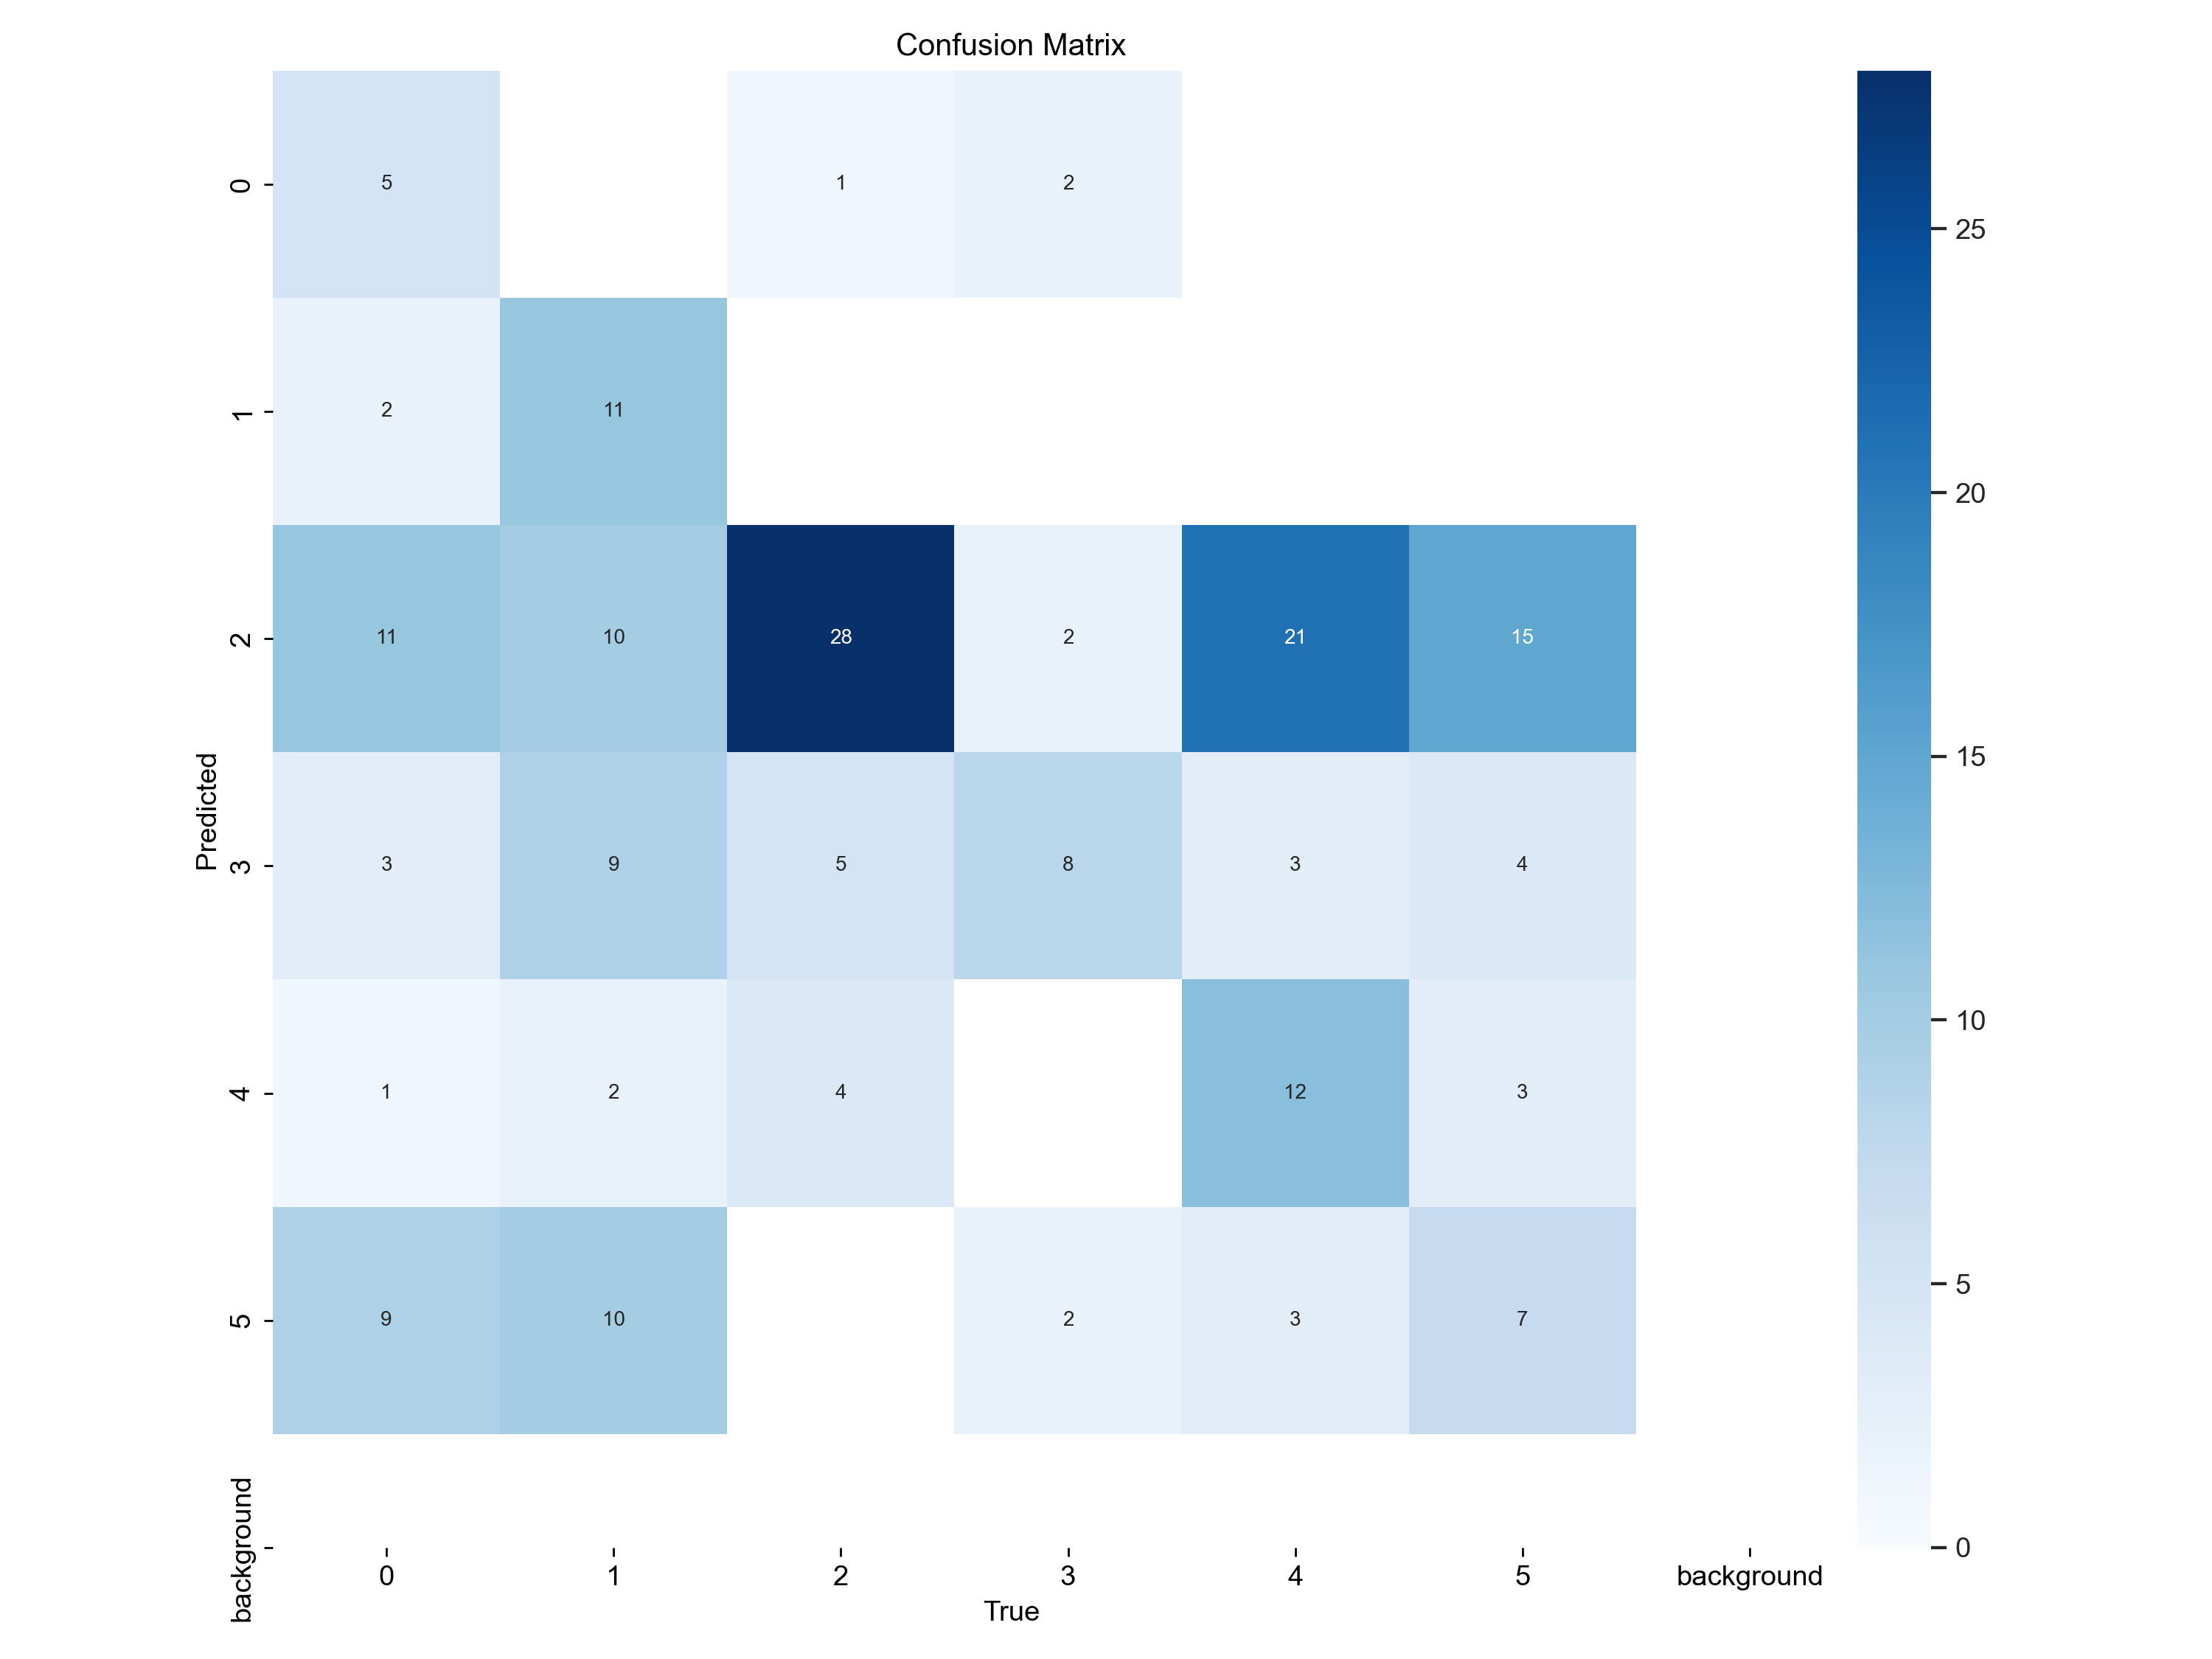 Confusion Matrix
0 5 1 2
1 2 11
2 11 10 28 2 21 15
3 3 9 5 8 3 4
4 1 2 4 12 3
5 9 10 2 3 7
background
0 1 2 3 4 5 background
True
Predicted
25
20
15
10
5
0